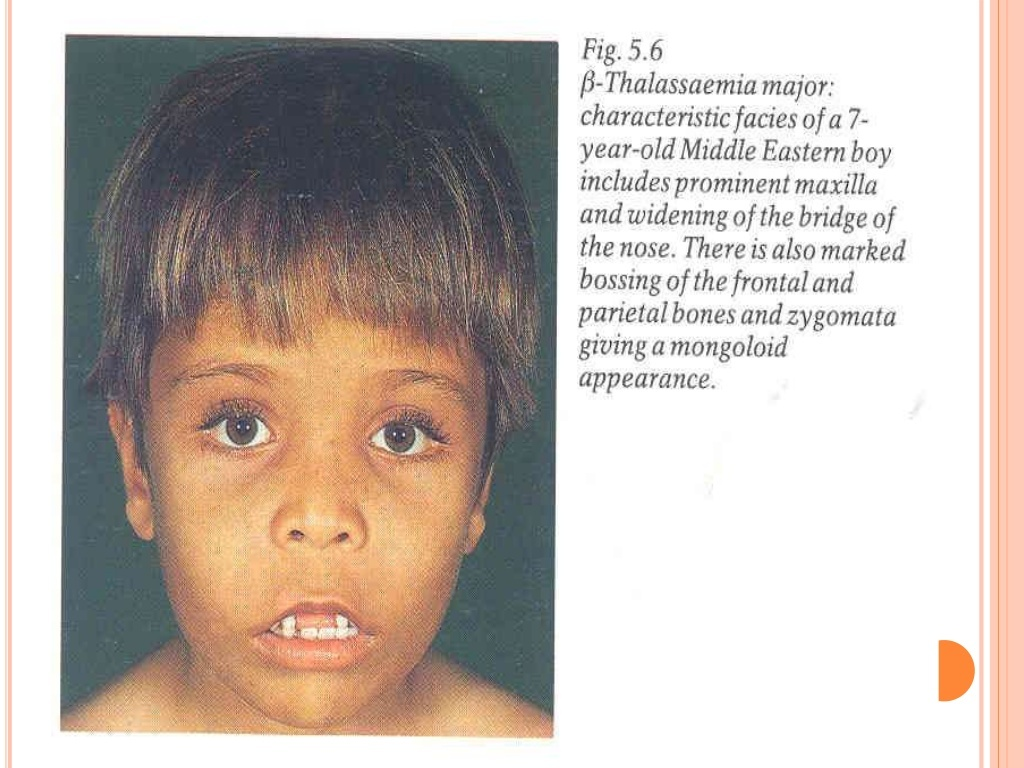 Fig. 5.6
β-Thalassaemia major:
characteristic facies of a 7-
year-old Middle Eastern boy
includes prominent maxilla
and widening of the bridge of
the nose. There is also marked
bossing of the frontal and
parietal bones and zygomata
giving a mongoloid
appearance.